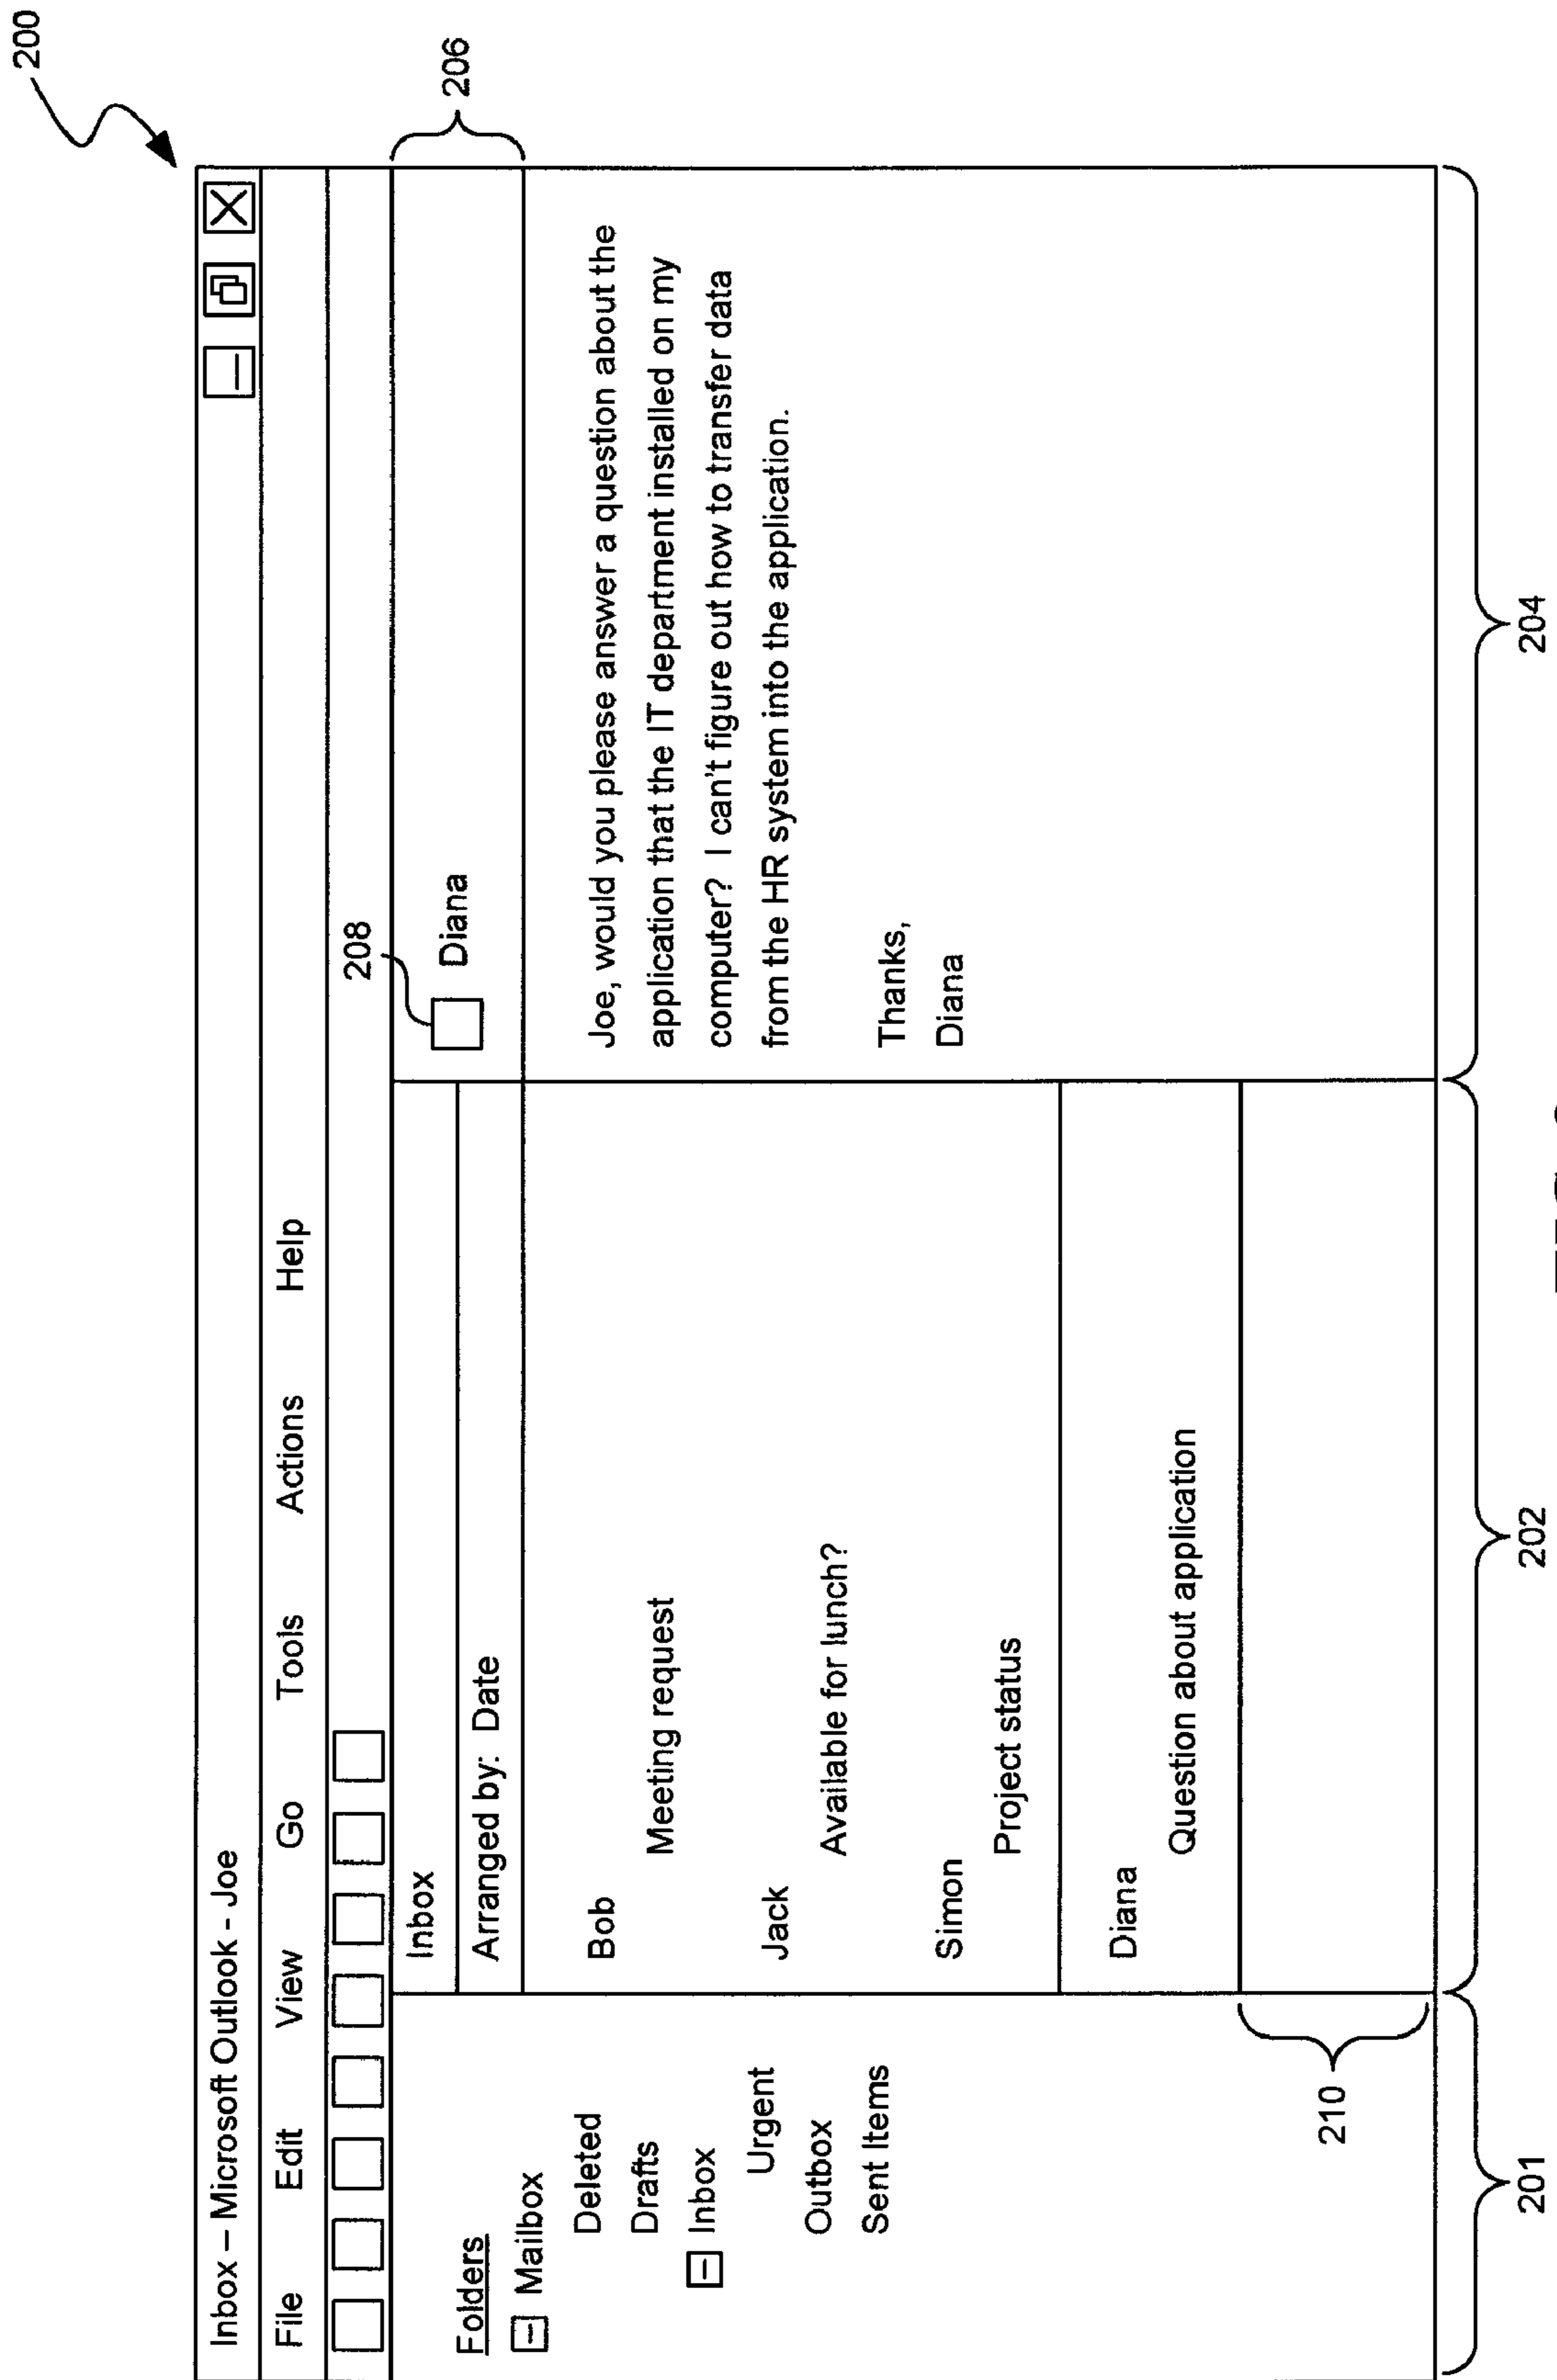 200
Inbox – Microsoft Outlook - Joe
File Edit View Go Tools Actions Help
208
206
Inbox
Arranged by: Date
Diana
Folders
Mailbox
Deleted
Drafts
Inbox
Urgent
Outbox
Sent Items
Bob
Meeting request
Jack
Available for lunch?
Simon
Project status
Diana
Question about application
Joe, would you please answer a question about the
application that the IT department installed on my
computer? I can't figure out how to transfer data
from the HR system into the application.
Thanks,
Diana
210
201
202
204